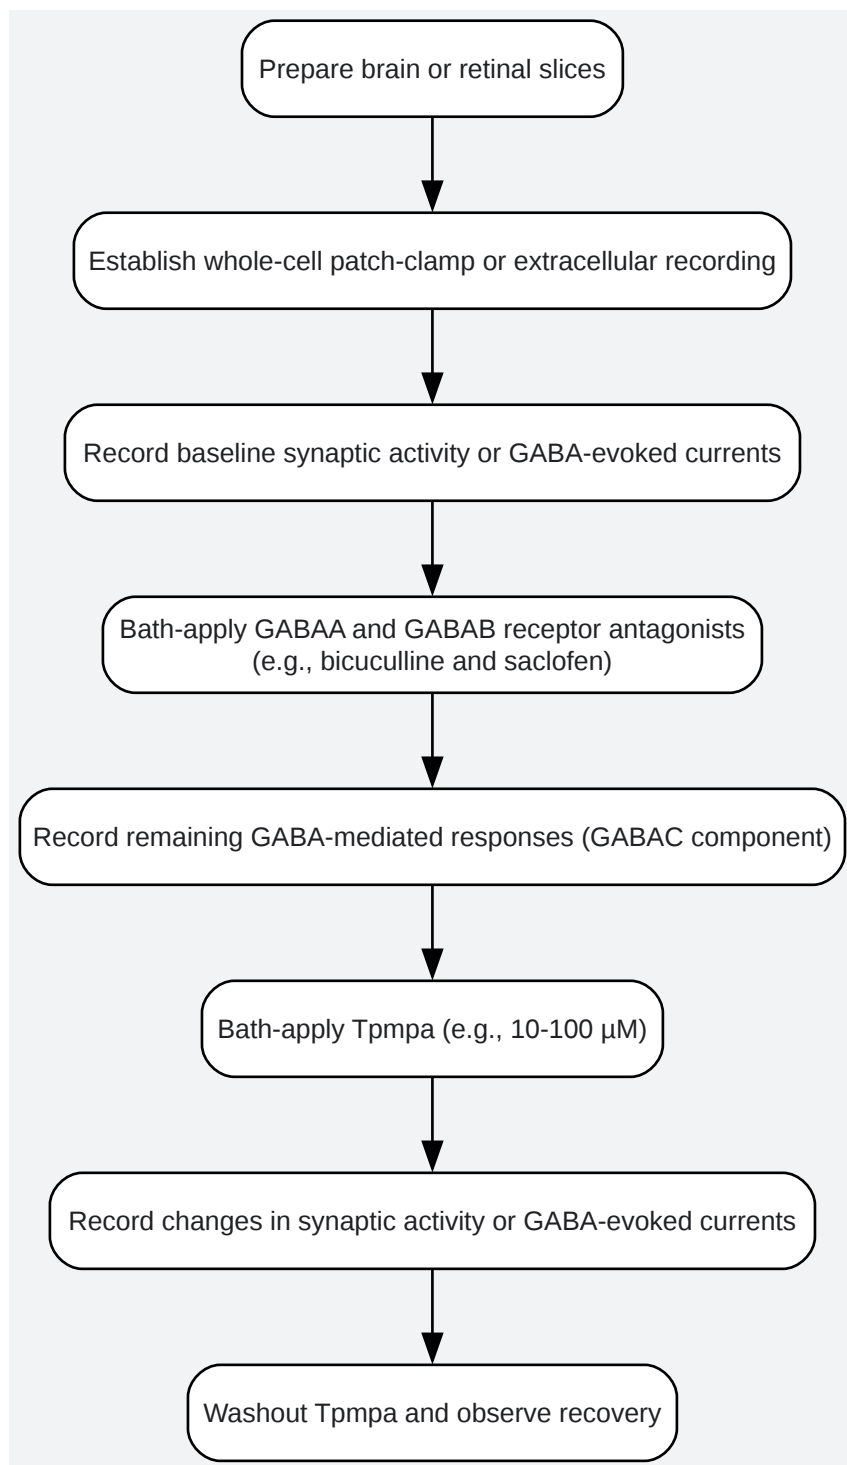 Prepare brain or retinal slices
Establish whole-cell patch-clamp or extracellular recording
Record baseline synaptic activity or GABA-evoked currents
Bath-apply GABAA and GABAB receptor antagonists
(e.g., bicuculline and saclofen)
Record remaining GABA-mediated responses (GABAC component)
Bath-apply Tpmpa (e.g., 10-100 µM)
Record changes in synaptic activity or GABA-evoked currents
Washout Tpmpa and observe recovery